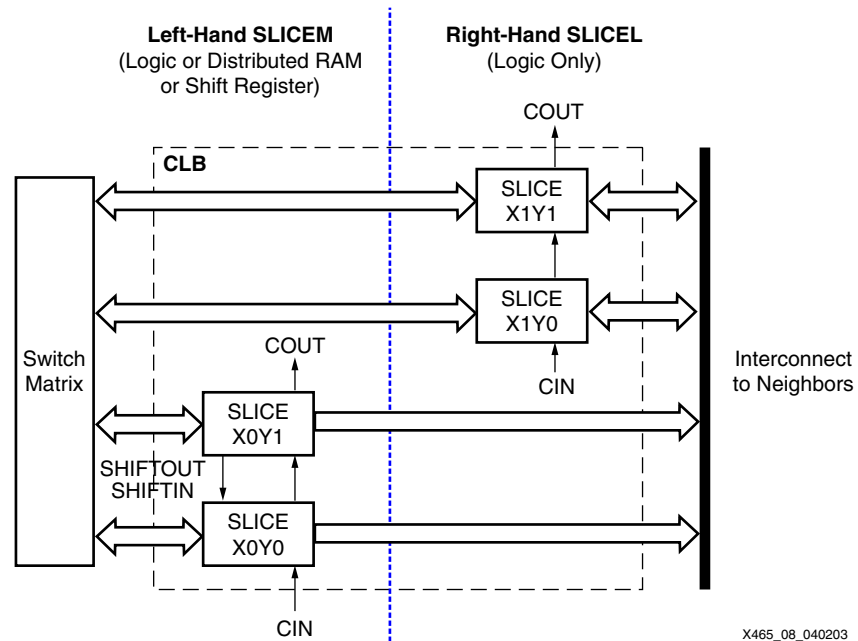 Left-Hand SLICEM
(Logic or Distributed RAM
or Shift Register)
Right-Hand SLICEL
(Logic Only)
COUT
CLB
SLICE
X1Y1
SLICE
X1Y0
COUT
CIN
Switch
Matrix
Interconnect
to Neighbors
SLICE
X0Y1
SHIFTOUT
SHIFTIN
SLICE
X0Y0
CIN
X465_08_040203